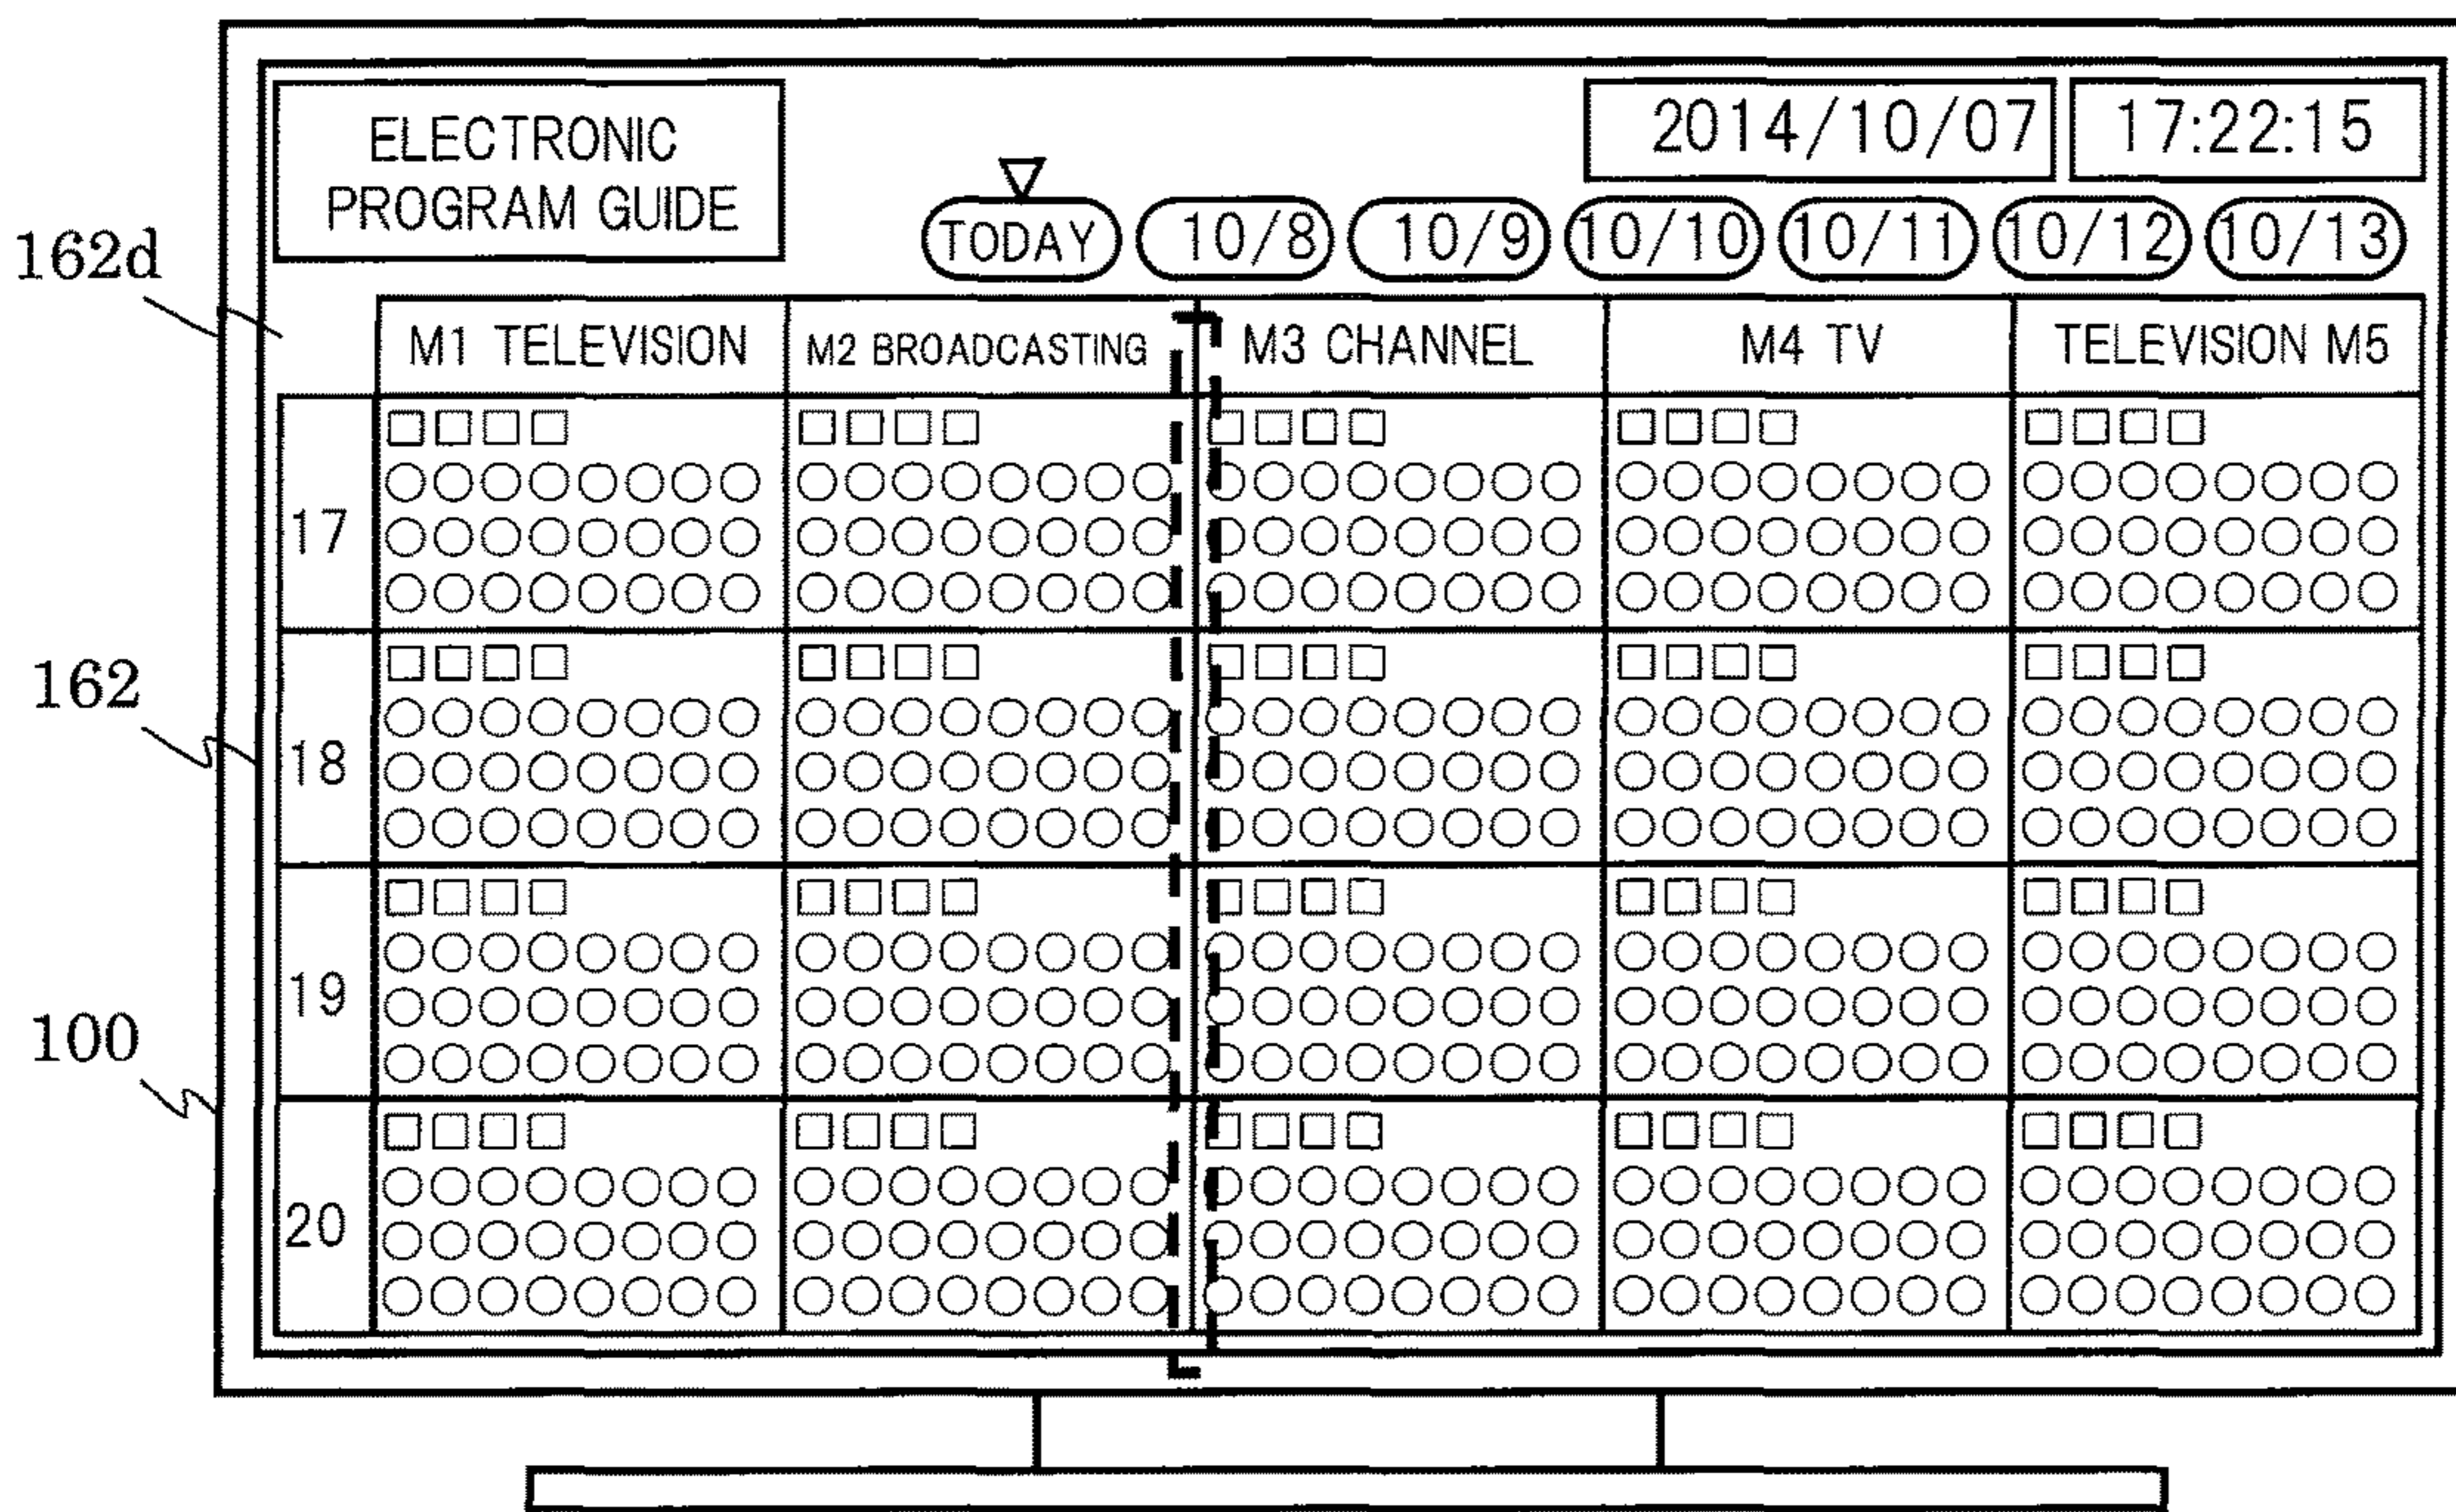 ELECTRONIC
PROGRAM GUIDE
2014/10/07 17:22:15
TODAY 10/8 10/9 10/10 10/11 10/12 10/13
162d
M1 TELEVISION M2 BROADCASTING M3 CHANNEL M4 TV TELEVISION M5
□□□□ □□□□ □□□□ □□□□ □□□□
○○○○○○○○ ○○○○○○○○ ○○○○○○○○ ○○○○○○○○ ○○○○○○○○
17 ○○○○○○○○ ○○○○○○○○ ○○○○○○○○ ○○○○○○○○ ○○○○○○○○
○○○○○○○○ ○○○○○○○○ ○○○○○○○○ ○○○○○○○○ ○○○○○○○○
162
□□□□ □□□□ □□□□ □□□□ □□□□
○○○○○○○○ ○○○○○○○○ ○○○○○○○○ ○○○○○○○○ ○○○○○○○○
18 ○○○○○○○○ ○○○○○○○○ ○○○○○○○○ ○○○○○○○○ ○○○○○○○○
○○○○○○○○ ○○○○○○○○ ○○○○○○○○ ○○○○○○○○ ○○○○○○○○
□□□□ □□□□ □□□□ □□□□ □□□□
○○○○○○○○ ○○○○○○○○ ○○○○○○○○ ○○○○○○○○ ○○○○○○○○
19 ○○○○○○○○ ○○○○○○○○ ○○○○○○○○ ○○○○○○○○ ○○○○○○○○
○○○○○○○○ ○○○○○○○○ ○○○○○○○○ ○○○○○○○○ ○○○○○○○○
100
□□□□ □□□□ □□□□ □□□□ □□□□
○○○○○○○○ ○○○○○○○○ ○○○○○○○○ ○○○○○○○○ ○○○○○○○○
20 ○○○○○○○○ ○○○○○○○○ ○○○○○○○○ ○○○○○○○○ ○○○○○○○○
○○○○○○○○ ○○○○○○○○ ○○○○○○○○ ○○○○○○○○ ○○○○○○○○